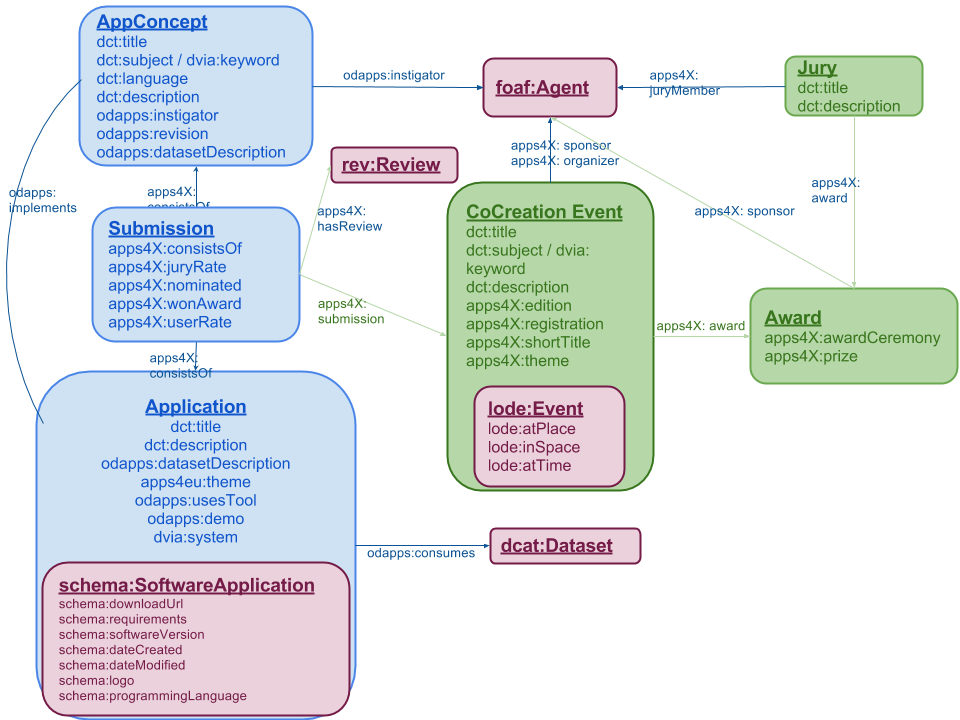 AppConcept
dct:title
dct:subject / dvia:keyword
dct:language
dct:description
odapps:instigator
odapps:revision
odapps:datasetDescription
odapps:instigator
foaf:Agent
apps4X:
juryMember
Jury
dct:title
dct:description
odapps:
implements
apps4X:
consistsOf
rev:Review
apps4X:
hasReview
apps4X: sponsor
apps4X: organizer
apps4X:
award
apps4X: sponsor
Submission
apps4X:consistsOf
apps4X:juryRate
apps4X:nominated
apps4X:wonAward
apps4X:userRate
apps4X:
submission
CoCreation Event
dct:title
dct:subject / dvia:
keyword
dct:description
apps4X:edition
apps4X:registration
apps4X:shortTitle
apps4X:theme
apps4X: award
Award
apps4X:awardCeremony
apps4X:prize
lode:Event
lode:atPlace
lode:inSpace
lode:atTime
apps4X:
consistsOf
Application
dct:title
dct:description
odapps:datasetDescription
apps4eu:theme
odapps:usesTool
odapps:demo
dvia:system
odapps:consumes
dcat:Dataset
schema:SoftwareApplication
schema:downloadUrl
schema:requirements
schema:softwareVersion
schema:dateCreated
schema:dateModified
schema:logo
schema:programmingLanguage